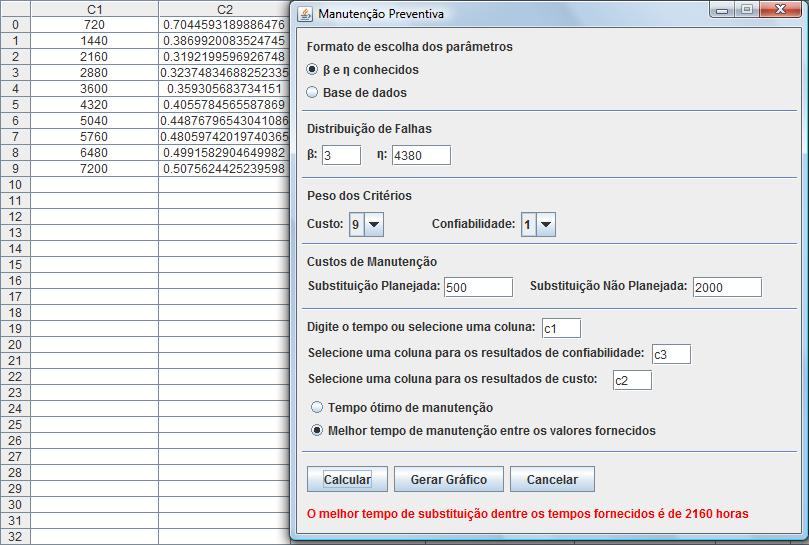 C1 C2
0 720 0.7044593189886476
1 1440 0.3869920083524745
2 2160 0.3192199596926748
3 2880 0.32374834688252335
4 3600 0.359305683734151
5 4320 0.4055784565587869
6 5040 0.44876796543041086
7 5760 0.48059742019740365
8 6480 0.4991582904649982
9 7200 0.5075624425239598
10
11
12
13
14
15
16
17
18
19
20
21
22
23
24
25
26
27
28
29
30
31
32
Manutenção Preventiva
Formato de escolha dos parâmetros
β e η conhecidos
Base de dados
Distribuição de Falhas
β: 3 η: 4380
Peso dos Critérios
Custo: 9 Confiabilidade: 1
Custos de Manutenção
Substituição Planejada: 500 Substituição Não Planejada: 2000
Digite o tempo ou selecione uma coluna: c1
Selecione uma coluna para os resultados de confiabilidade: c3
Selecione uma coluna para os resultados de custo: c2
Tempo ótimo de manutenção
Melhor tempo de manutenção entre os valores fornecidos
Calcular Gerar Gráfico Cancelar
O melhor tempo de substituição dentre os tempos fornecidos é de 2160 horas